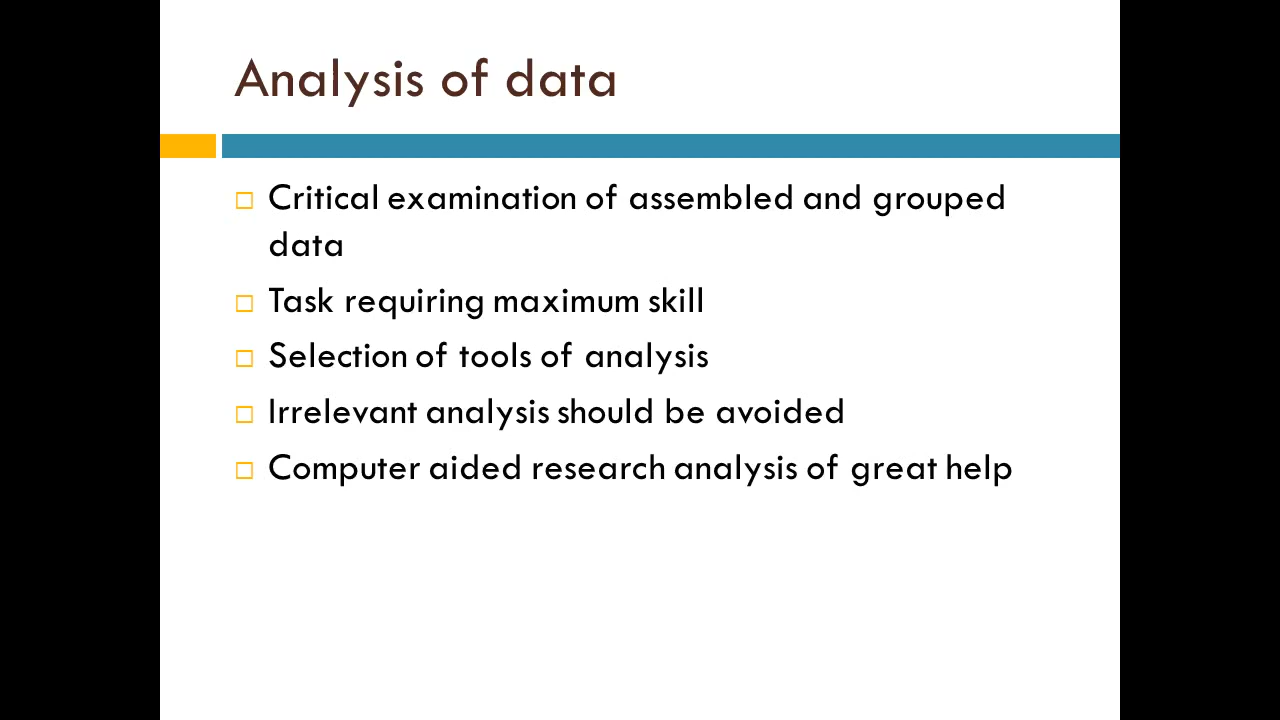 Analysis of data
Critical examination of assembled and grouped
data
Task requiring maximum skill
Selection of tools of analysis
Irrelevant analysis should be avoided
Computer aided research analysis of great help